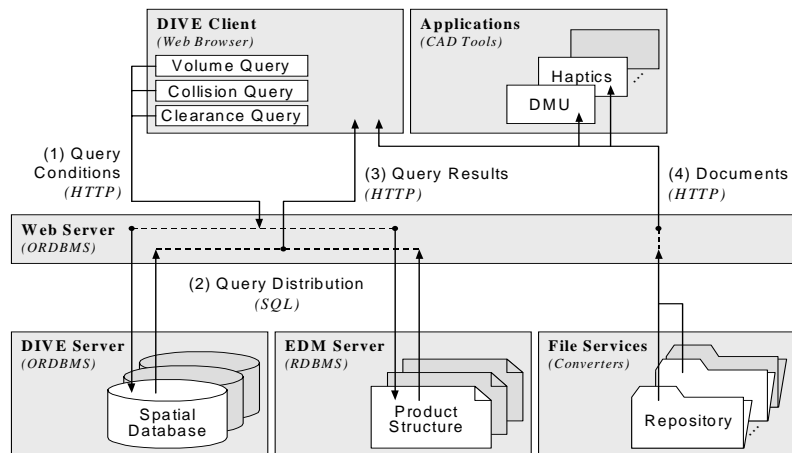 DIVE Client
(Web Browser)
Volume Query
Collision Query
Clearance Query
Applications
(CAD Tools)
Haptics
DMU
(1) Query
Conditions
(HTTP)
(3) Query Results
(HTTP)
(4) Documents
(HTTP)
Web Server
(ORDBMS)
(2) Query Distribution
(SQL)
DIVE Server
(ORDBMS)
Spatial
Database
EDM Server
(RDBMS)
Product
Structure
File Services
(Converters)
Repository